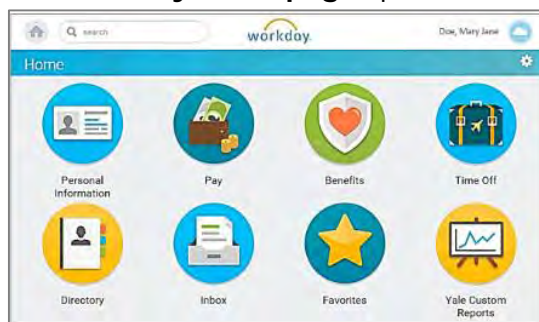 search
workday.
Doe, Mary Jane
Home
Personal
Information
Pay
Benefits
Time Off
Directory
Inbox
Favorites
Yale Custom
Reports